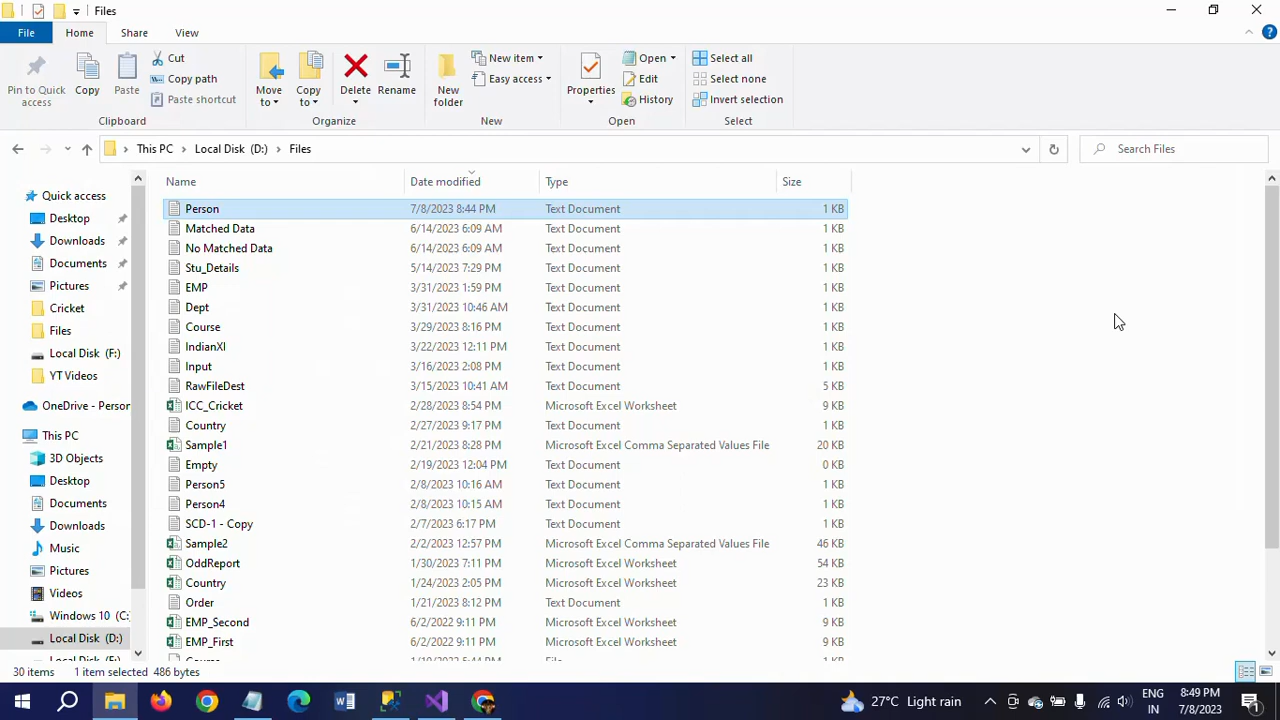 Files
File Home Share View
Pin to Quick access
Copy
Paste
Cut
Copy path
Paste shortcut
Clipboard
Move to
Copy to
Delete
Rename
Organize
New folder
New item
Easy access
New
Properties
Open
Edit
History
Open
Select all
Select none
Invert selection
Select
This PC Local Disk (D:) Files
Search Files
Name Date modified Type Size
Quick access
Desktop
Downloads
Documents
Pictures
Cricket
Files
Local Disk (F:)
YT Videos
OneDrive - Person
This PC
3D Objects
Desktop
Documents
Downloads
Music
Pictures
Videos
Windows 10 (C:
Local Disk (D:)
Person 7/8/2023 8:44 PM Text Document 1 KB
Matched Data 6/14/2023 6:09 AM Text Document 1 KB
No Matched Data 6/14/2023 6:09 AM Text Document 1 KB
Stu_Details 5/14/2023 7:29 PM Text Document 1 KB
EMP 3/31/2023 1:59 PM Text Document 1 KB
Dept 3/31/2023 10:46 AM Text Document 1 KB
Course 3/29/2023 8:16 PM Text Document 1 KB
IndianXI 3/22/2023 12:11 PM Text Document 1 KB
Input 3/16/2023 2:08 PM Text Document 1 KB
RawFileDest 3/15/2023 10:41 AM Text Document 5 KB
ICC_Cricket 2/28/2023 8:54 PM Microsoft Excel Worksheet 9 KB
Country 2/27/2023 9:17 PM Text Document 1 KB
Sample1 2/21/2023 8:28 PM Microsoft Excel Comma Separated Values File 20 KB
Empty 2/19/2023 12:04 PM Text Document 0 KB
Person5 2/8/2023 10:16 AM Text Document 1 KB
Person4 2/8/2023 10:15 AM Text Document 1 KB
SCD-1 - Copy 2/7/2023 6:17 PM Text Document 1 KB
Sample2 2/2/2023 12:57 PM Microsoft Excel Comma Separated Values File 46 KB
OddReport 1/30/2023 7:11 PM Microsoft Excel Worksheet 54 KB
Country 1/24/2023 2:05 PM Microsoft Excel Worksheet 23 KB
Order 1/21/2023 8:12 PM Text Document 1 KB
EMP_Second 6/2/2022 9:11 PM Microsoft Excel Worksheet 9 KB
EMP_First 6/2/2022 9:11 PM Microsoft Excel Worksheet 9 KB
30 items 1 item selected 486 bytes
27°C Light rain
ENG
IN
8:49 PM
7/8/2023
1